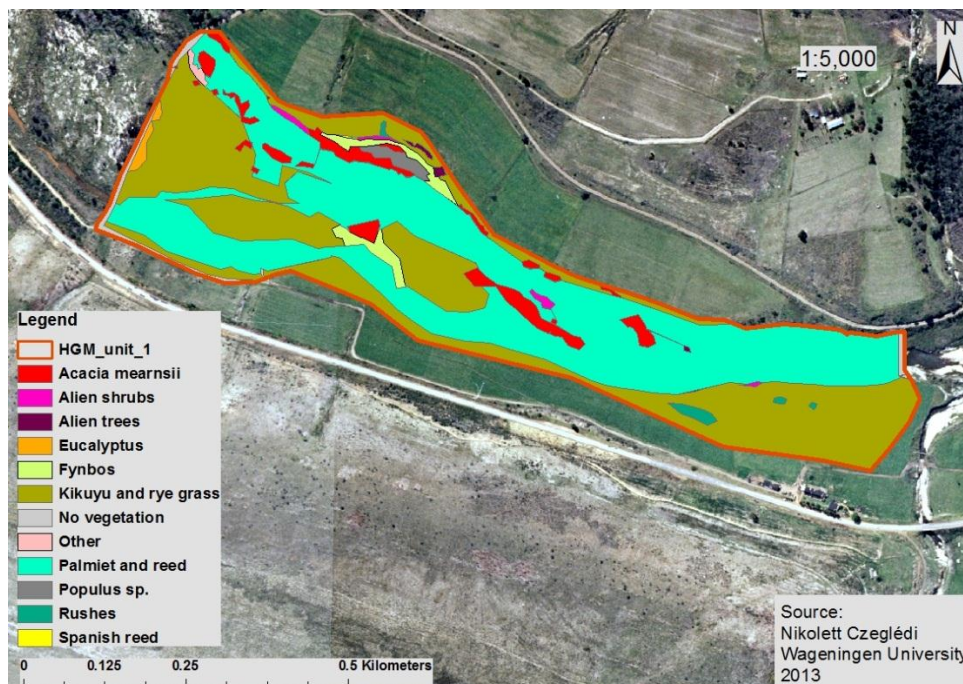 N
1:5,000
Legend
HGM_unit_1
Acacia mearnsii
Alien shrubs
Alien trees
Eucalyptus
Fynbos
Kikuyu and rye grass
No vegetation
Other
Palmiet and reed
Populus sp.
Rushes
Spanish reed
0 0.125 0.25 0.5 Kilometers
Source:
Nikolett Czeglédi
Wageningen University
2013